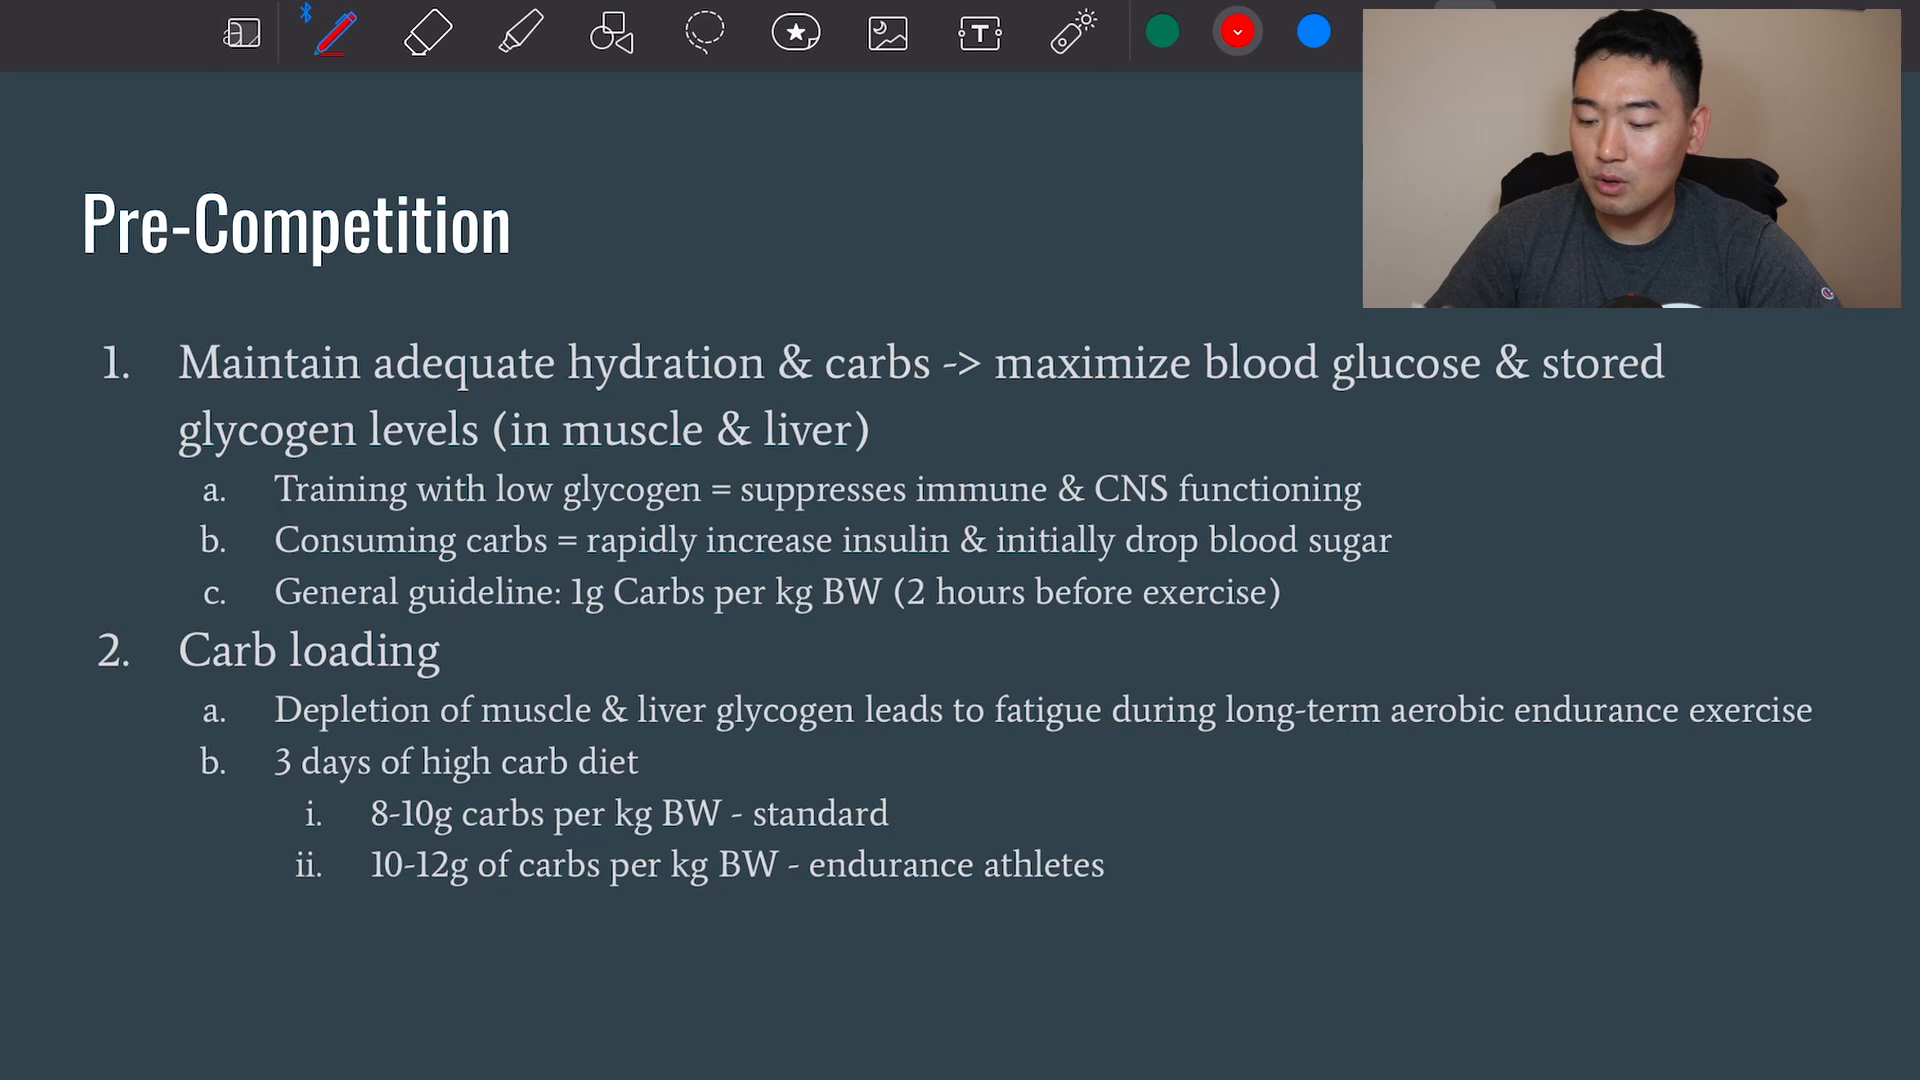 T
Pre-Competition
1. Maintain adequate hydration & carbs -> maximize blood glucose & stored
glycogen levels (in muscle & liver)
a. Training with low glycogen = suppresses immune & CNS functioning
b. Consuming carbs = rapidly increase insulin & initially drop blood sugar
c. General guideline: 1g Carbs per kg BW (2 hours before exercise)
2. Carb loading
a. Depletion of muscle & liver glycogen leads to fatigue during long-term aerobic endurance exercise
b. 3 days of high carb diet
i. 8-10g carbs per kg BW - standard
ii. 10-12g of carbs per kg BW - endurance athletes